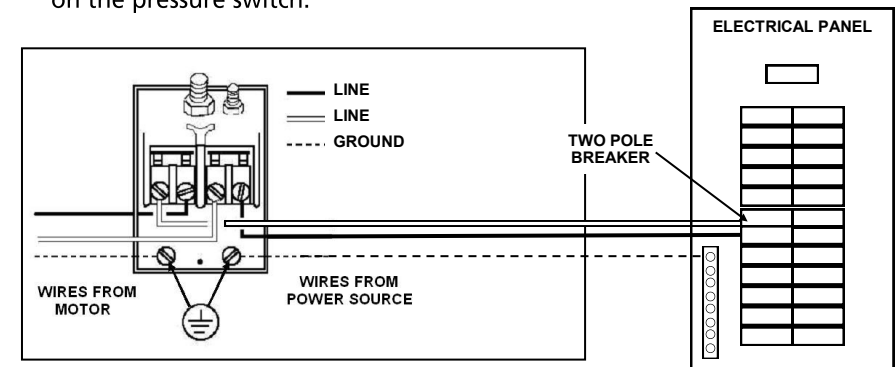 on the pressure switch.
ELECTRICAL PANEL
LINE
LINE
GROUND
TWO POLE
BREAKER
WIRES FROM
MOTOR
WIRES FROM
POWER SOURCE